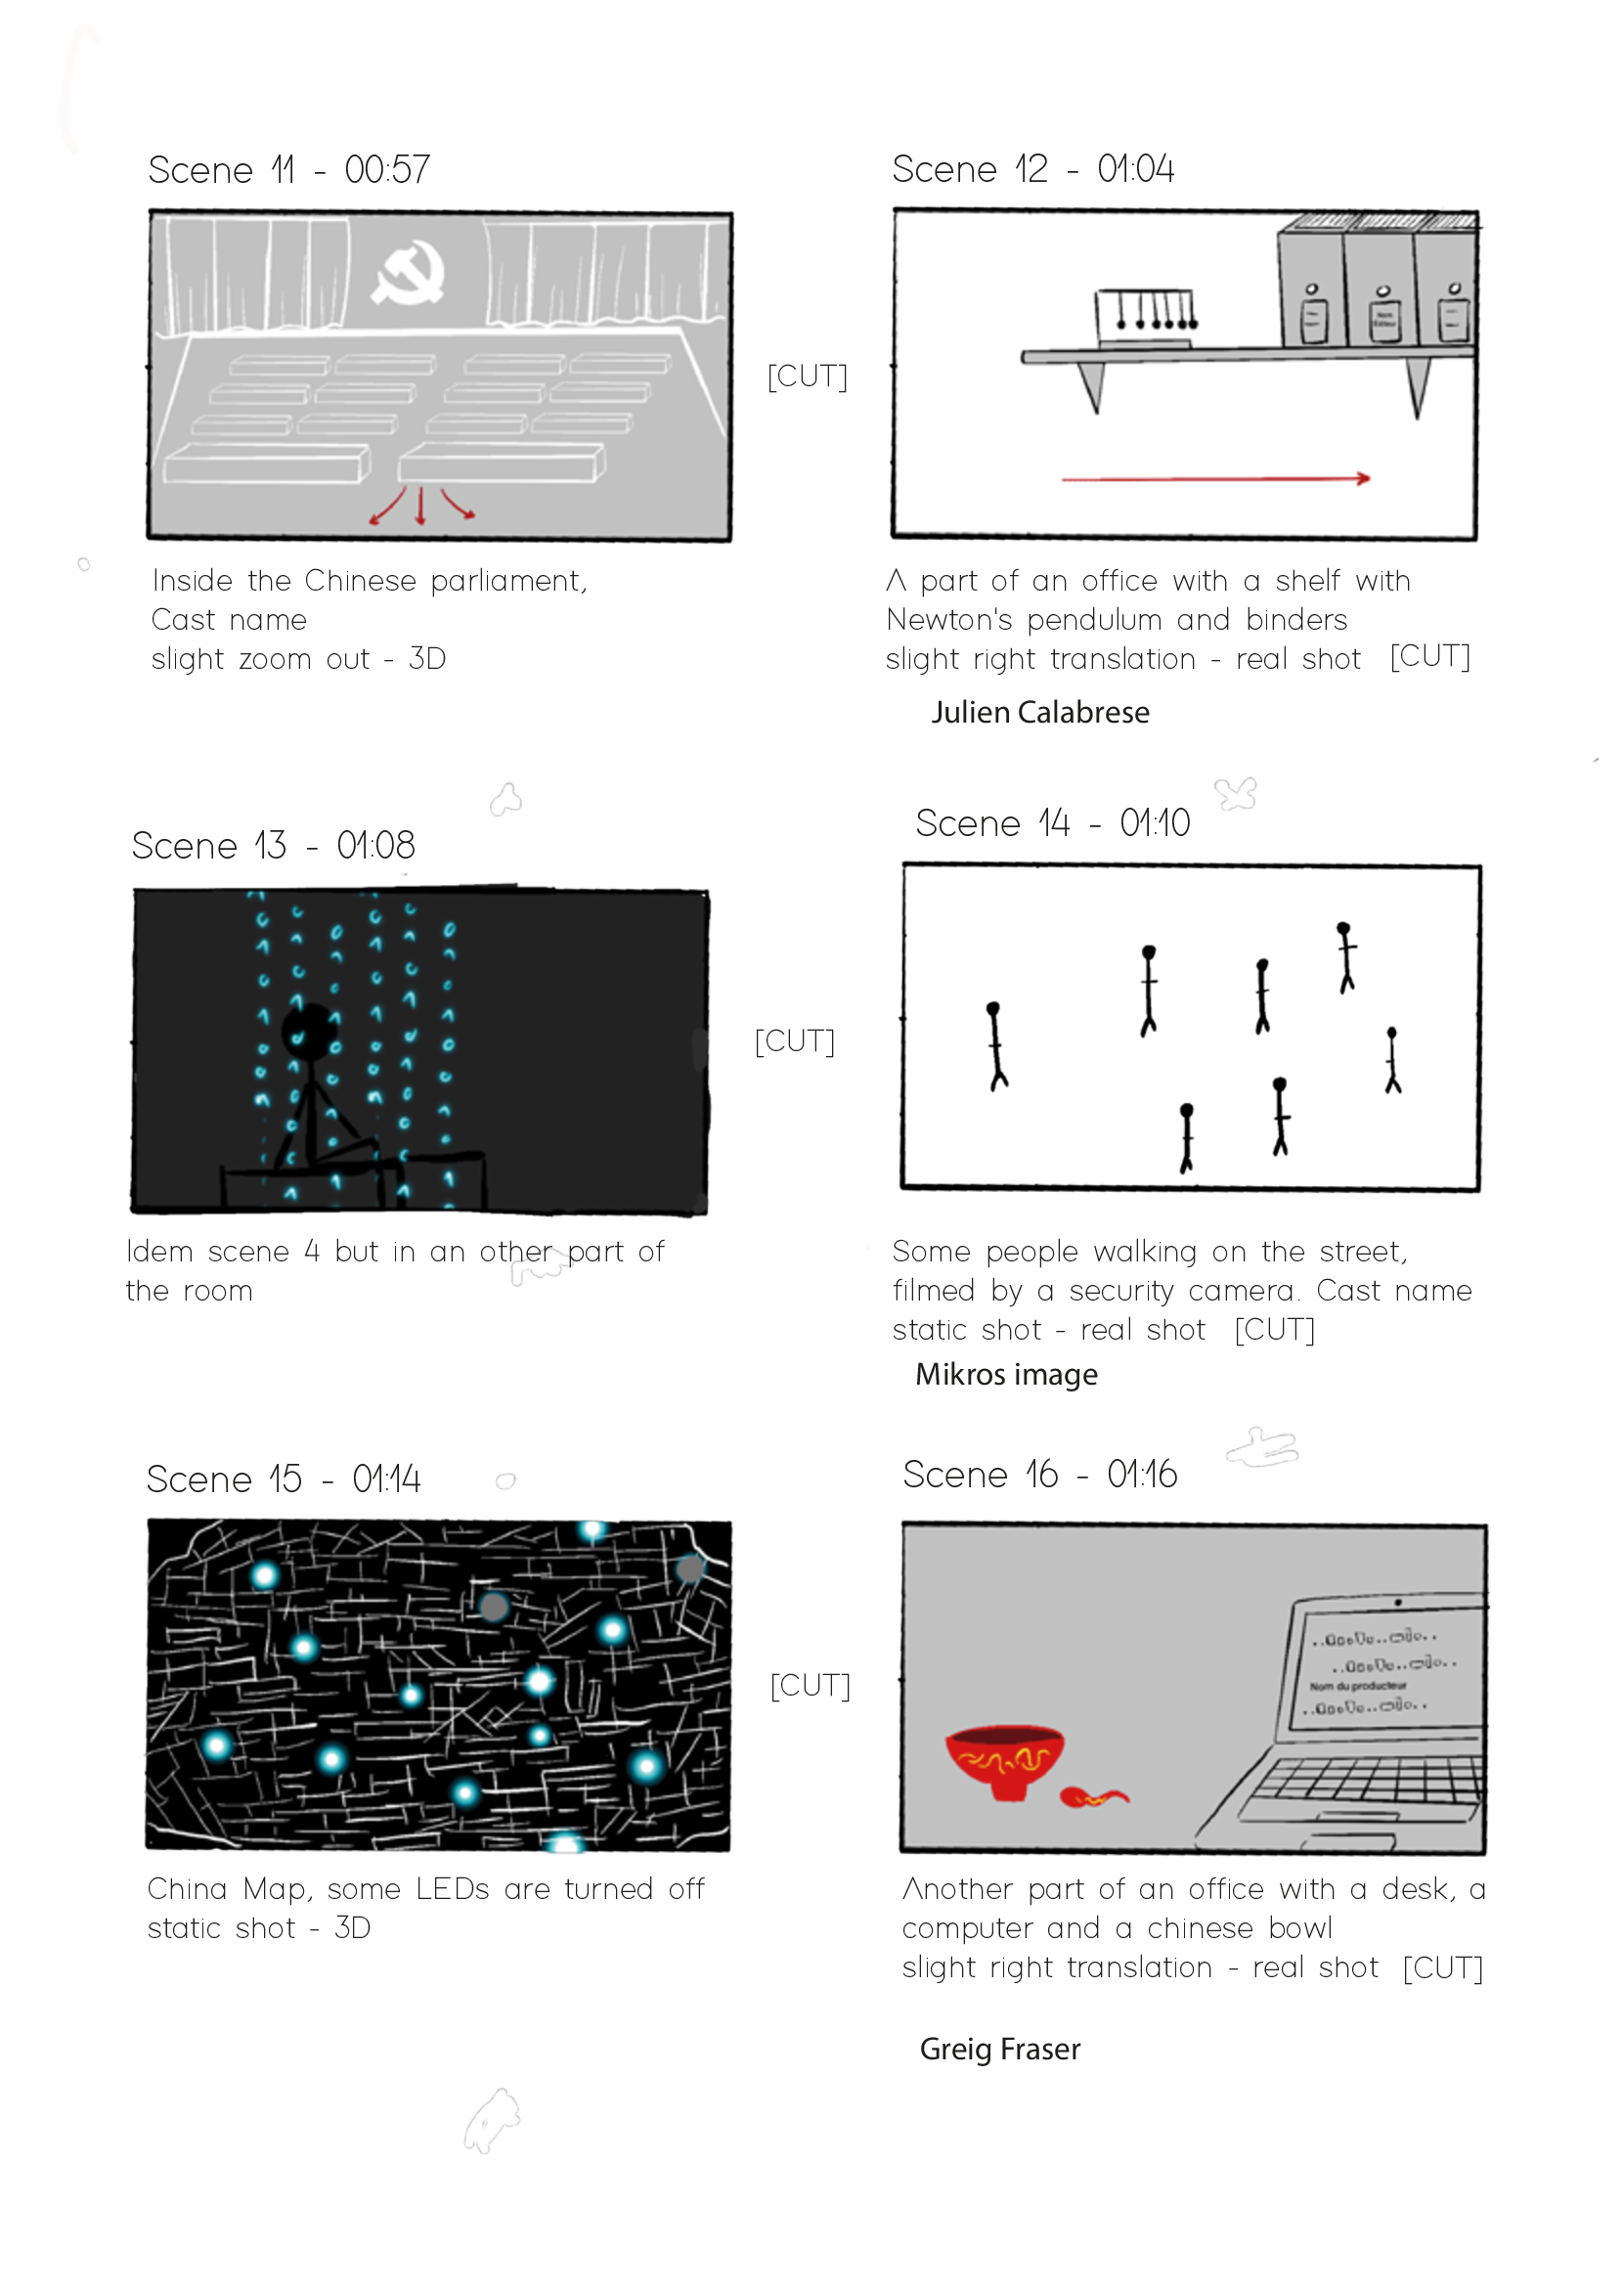 Scene 11 - 00:57
Scene 12 - 01:04
[CUT]
Inside the Chinese parliament,
Cast name
slight zoom out - 3D
A part of an office with a shelf with
Newton's pendulum and binders
slight right translation - real shot [CUT]
Julien Calabrese
Scene 13 - 01:08
Scene 14 - 01:10
[CUT]
Idem scene 4 but in an other part of
the room
Some people walking on the street,
filmed by a security camera. Cast name
static shot - real shot [CUT]
Mikros image
Scene 15 - 01:14
Scene 16 - 01:16
[CUT]
Nom du producteur
China Map, some LEDs are turned off
static shot - 3D
Another part of an office with a desk, a
computer and a chinese bowl
slight right translation - real shot [CUT]
Greig Fraser